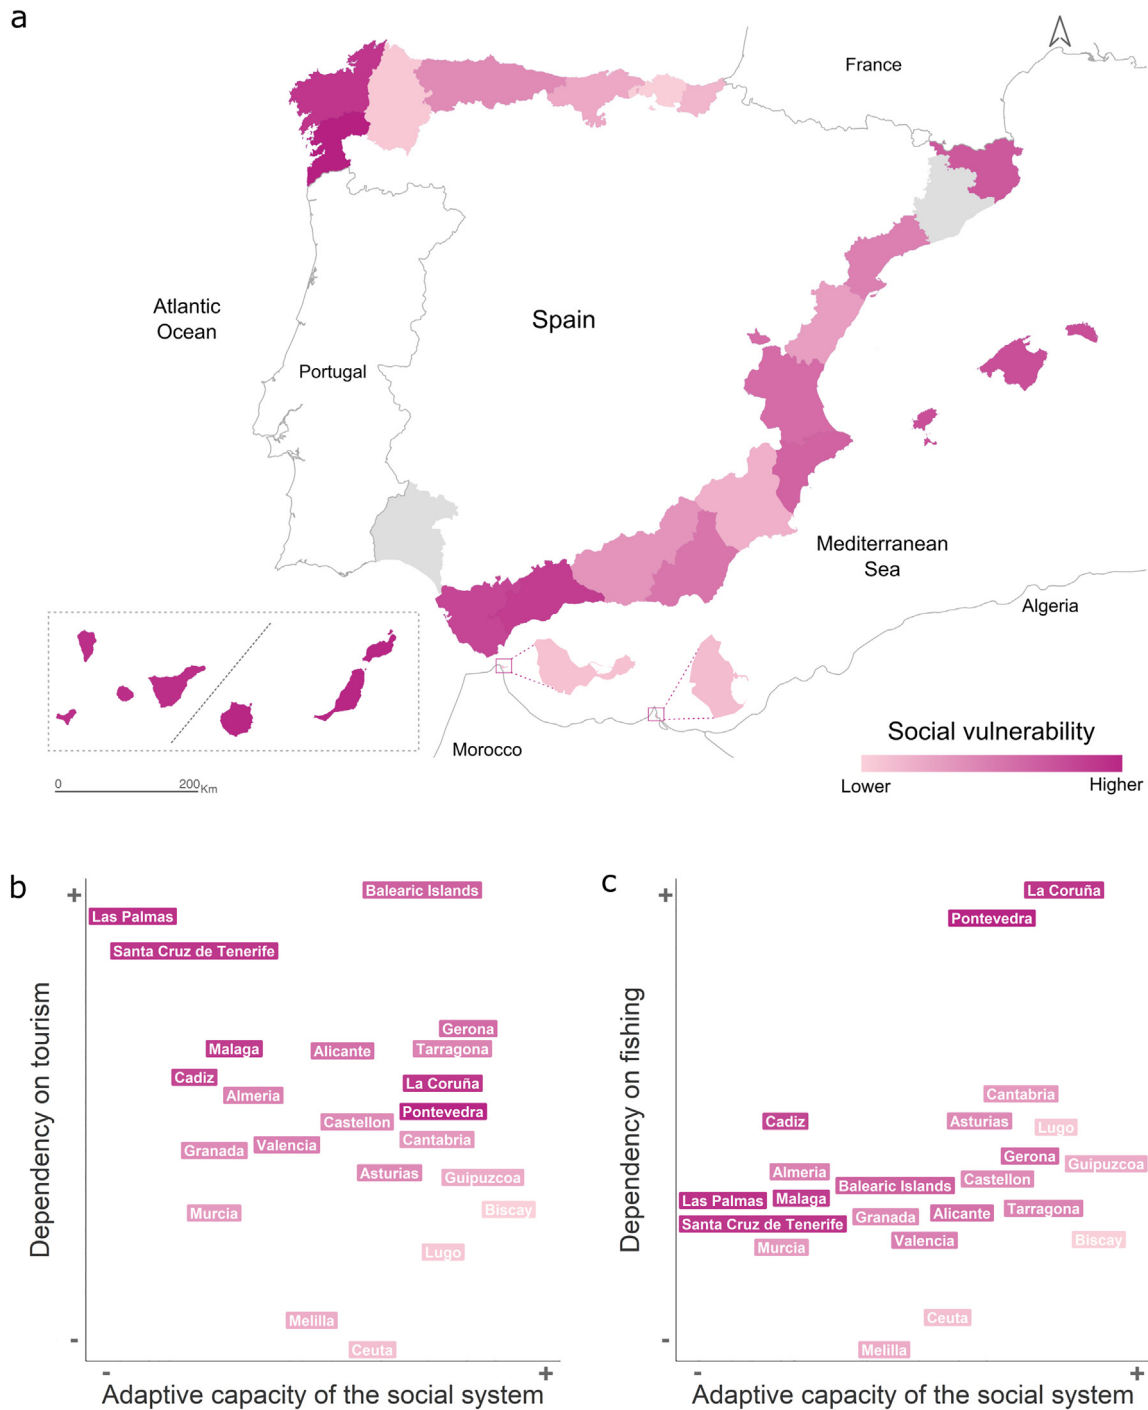 a
France
Atlantic
Ocean
Spain
Portugal
Mediterranean
Sea
Algeria
Morocco
Social vulnerability
Lower
Higher
0
200 Km
b
+
Balearic Islands
Las Palmas
Santa Cruz de Tenerife
Gerona
Malaga
Alicante
Tarragona
Cadiz
La Coruña
Almeria
Pontevedra
Castellon
Cantabria
Granada
Valencia
Asturias
Guipuzcoa
Murcia
Biscay
Lugo
Melilla
Ceuta
-
Dependency on tourism
-
+
Adaptive capacity of the social system
c
+
La Coruña
Pontevedra
Cantabria
Cadiz
Asturias
Lugo
Gerona
Guipuzcoa
Almeria
Castellon
Balearic Islands
Las Palmas
Malaga
Tarragona
Alicante
Granada
Santa Cruz de Tenerife
Valencia
Biscay
Murcia
Ceuta
Melilla
-
Dependency on fishing
-
+
Adaptive capacity of the social system